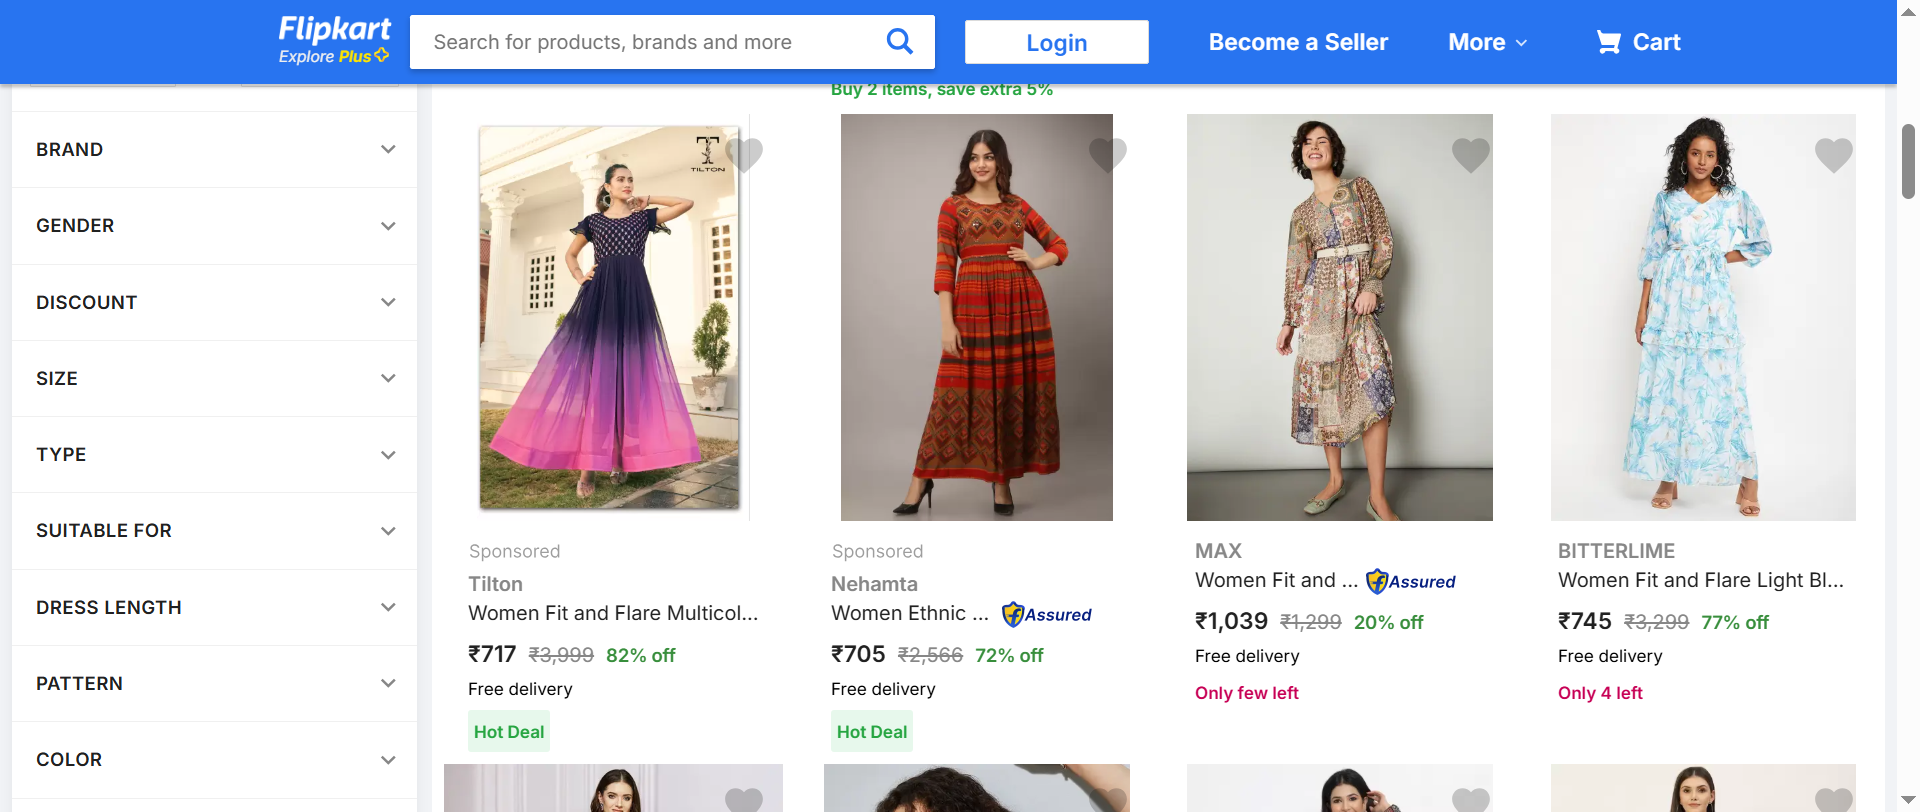 Flipkart
Explore Plus
Search for products, brands and more
Login
Become a Seller
More
Cart
BRAND
GENDER
DISCOUNT
SIZE
TYPE
SUITABLE FOR
DRESS LENGTH
PATTERN
COLOR
Buy 2 items, save extra 5%
TILTON
Sponsored
Tilton
Women Fit and Flare Multicol...
₹717 ₹3,999 82% off
Free delivery
Hot Deal
Sponsored
Nehamta
Women Ethnic ... Assured
₹705 ₹2,566 72% off
Free delivery
Hot Deal
MAX
Women Fit and ... Assured
₹1,039 ₹1,299 20% off
Free delivery
Only few left
BITTERLIME
Women Fit and Flare Light Bl...
₹745 ₹3,299 77% off
Free delivery
Only 4 left